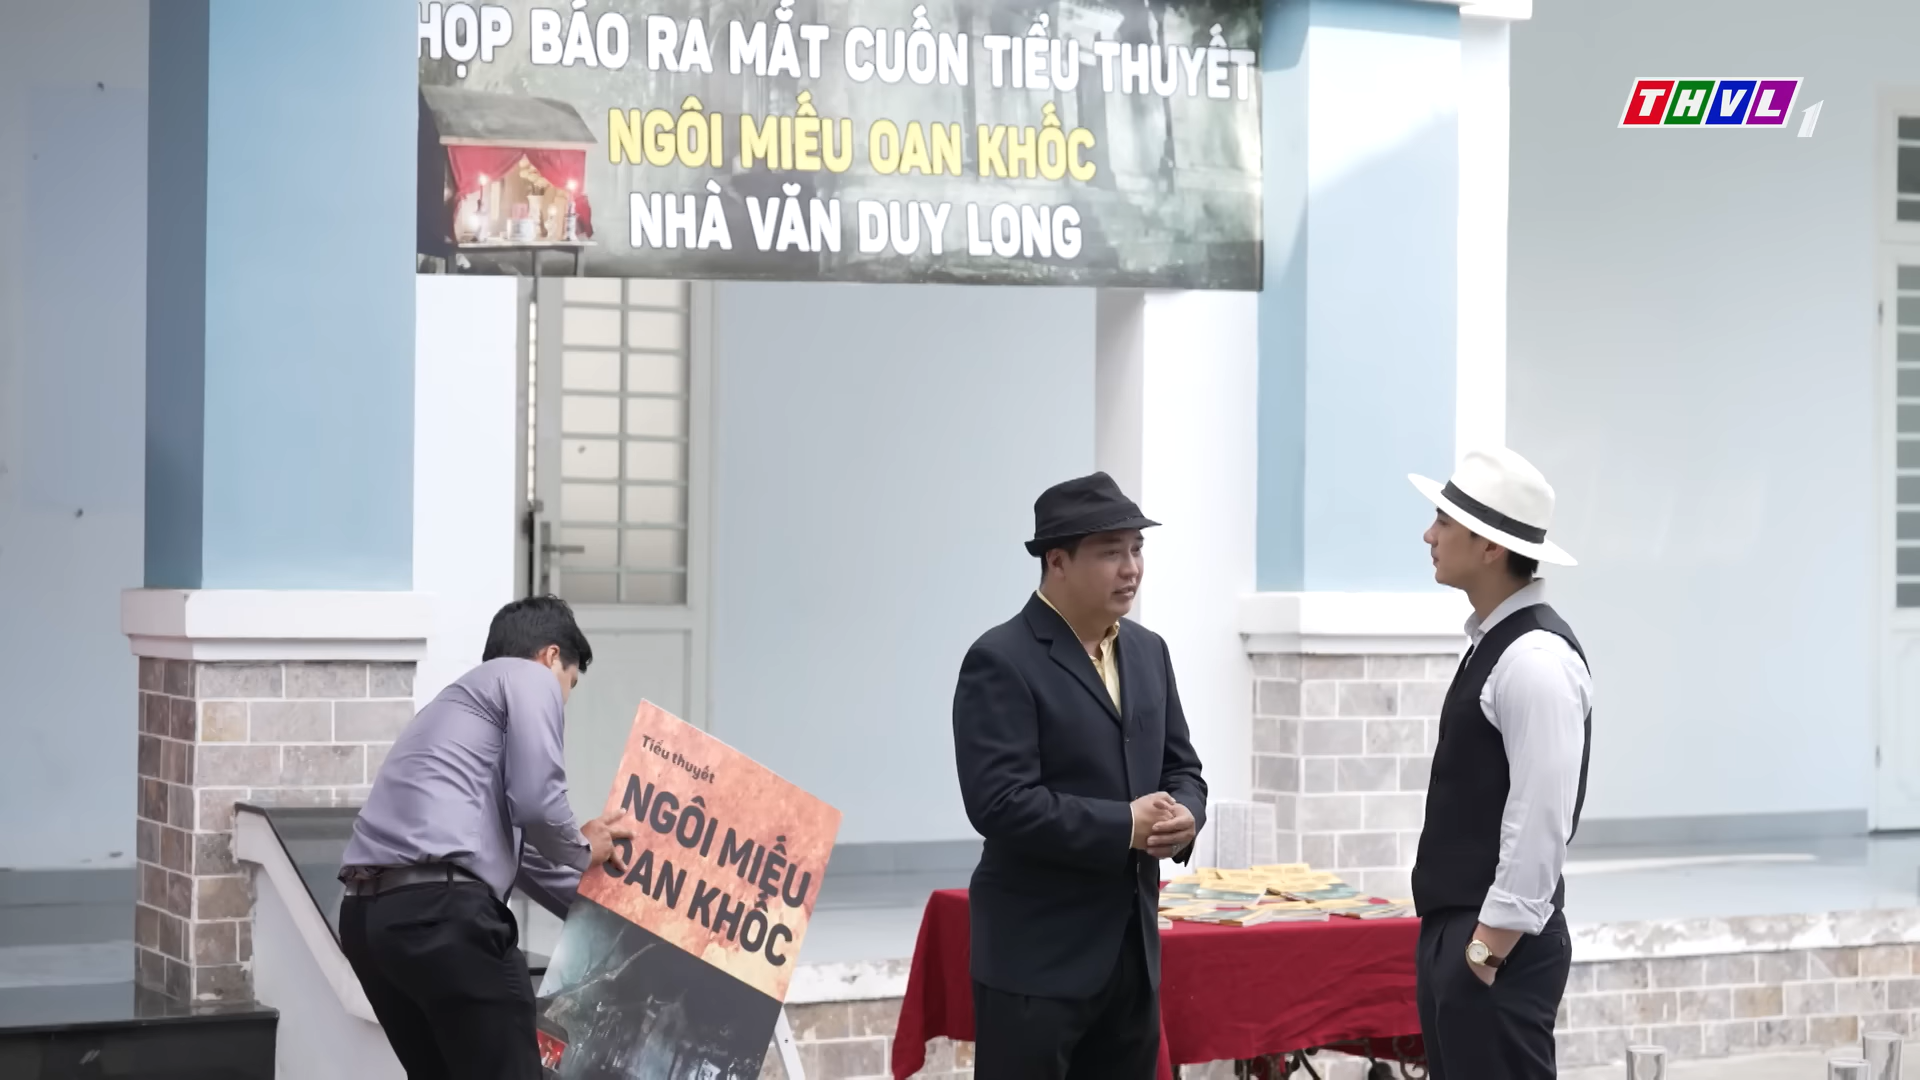 HỌP BÁO RA MẮT CUỐN TIỂU THUYẾT
NGÔI MIẾU OAN KHỐC
NHÀ VĂN DUY LONG
THVL1
Tiểu thuyết
NGÔI MIẾU
OAN KHỐC